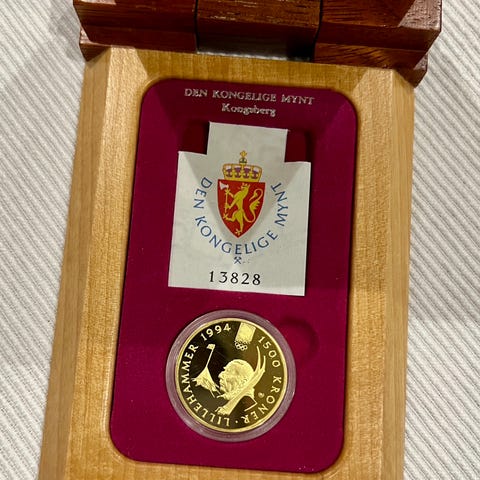 DEN KONGELIGE MYNT
Kongsberg
DEN KONGELIGE MYNT
13828
LILLEHAMMER 1994
1500 KRONER